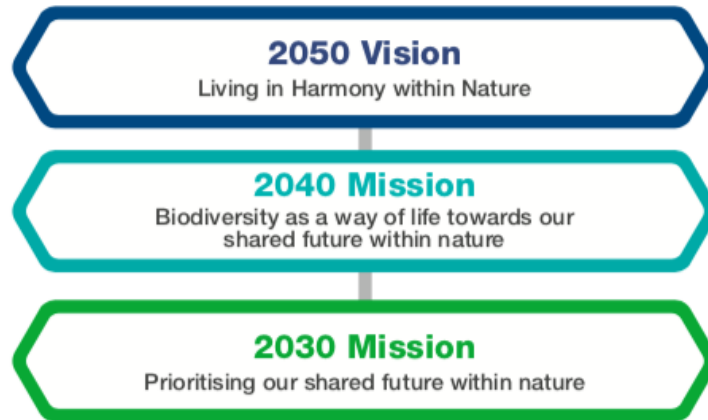 2050 Vision
Living in Harmony within Nature
2040 Mission
Biodiversity as a way of life towards our
shared future within nature
2030 Mission
Prioritising our shared future within nature